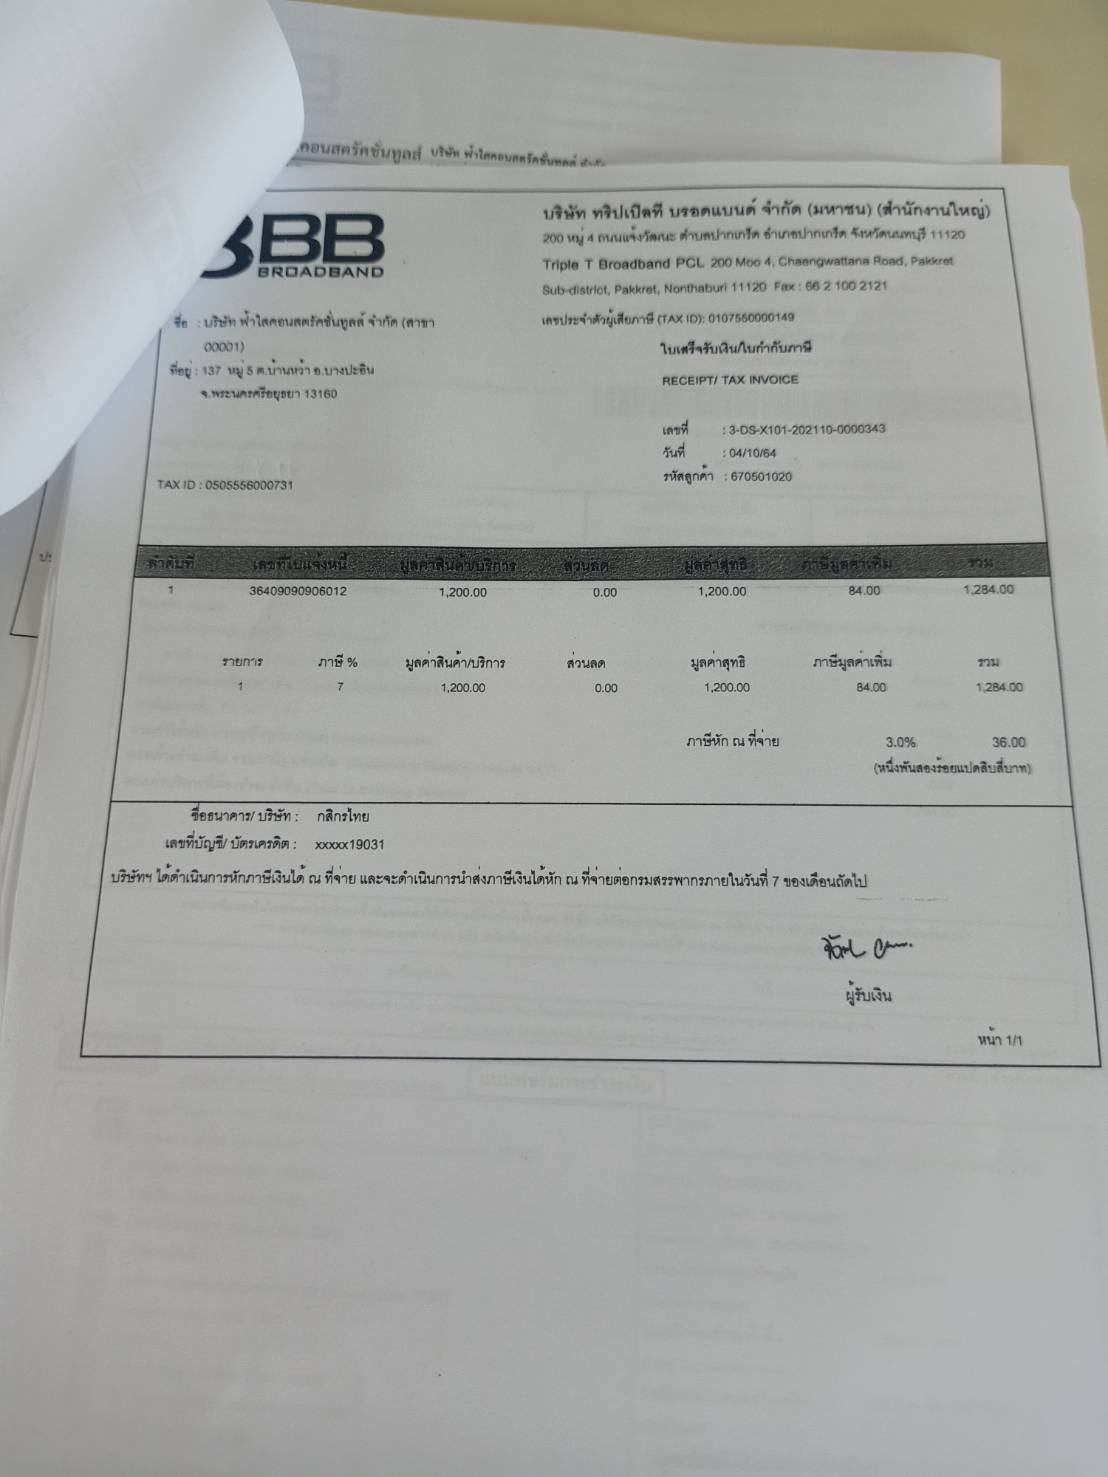 คอนสตรัคชั่นทูลส์ บริษัท ฟ้าใสคอนสตรัคชั่นทูลส์
3BB
BROADBAND
บริษัท ทริปเปิลที บรอดแบนด์ จำกัด (มหาชน) (สำนักงานใหญ่)
200 หมู่ 4 ถนนแจ้งวัฒนะ ตำบลปากเกร็ด อำเภอปากเกร็ด จังหวัดนนทบุรี 11120
Triple T Broadband PCL. 200 Moo 4, Chaengwattana Road, Pakkret
Sub-district, Pakkret, Nonthaburi 11120 Fax : 66 2 100 2121
เลขประจำตัวผู้เสียภาษี (TAX ID): 0107550000149
ชื่อ : บริษัท ฟ้าใสคอนสตรัคชั่นทูลส์ จำกัด (สาขา
00001)
ที่อยู่ : 137 หมู่ 5 ต.บ้านหว้า อ.บางปะอิน
จ.พระนครศรีอยุธยา 13160
ใบเสร็จรับเงิน/ใบกำกับภาษี
RECEIPT/ TAX INVOICE
เลขที่ : 3-DS-X101-202110-0000343
วันที่ : 04/10/64
รหัสลูกค้า : 670501020
TAX ID : 0505556000731
ลำดับที่ เลขที่ใบแจ้งหนี้ มูลค่าสินค้า/บริการ ส่วนลด มูลค่าสุทธิ ภาษีมูลค่าเพิ่ม รวม
1 36409090906012 1,200.00 0.00 1,200.00 84.00 1,284.00
รายการ ภาษี % มูลค่าสินค้า/บริการ ส่วนลด มูลค่าสุทธิ ภาษีมูลค่าเพิ่ม รวม
1 7 1,200.00 0.00 1,200.00 84.00 1,284.00
ภาษีหัก ณ ที่จ่าย 3.0% 36.00
(หนึ่งพันสองร้อยแปดสิบสี่บาท)
ชื่อธนาคาร/ บริษัท : กสิกรไทย
เลขที่บัญชี/ บัตรเครดิต : xxxxx19031
บริษัทฯ ได้ดำเนินการหักภาษีเงินได้ ณ ที่จ่าย และจะดำเนินการนำส่งภาษีเงินได้หัก ณ ที่จ่ายต่อกรมสรรพากรภายในวันที่ 7 ของเดือนถัดไป
ผู้รับเงิน
หน้า 1/1